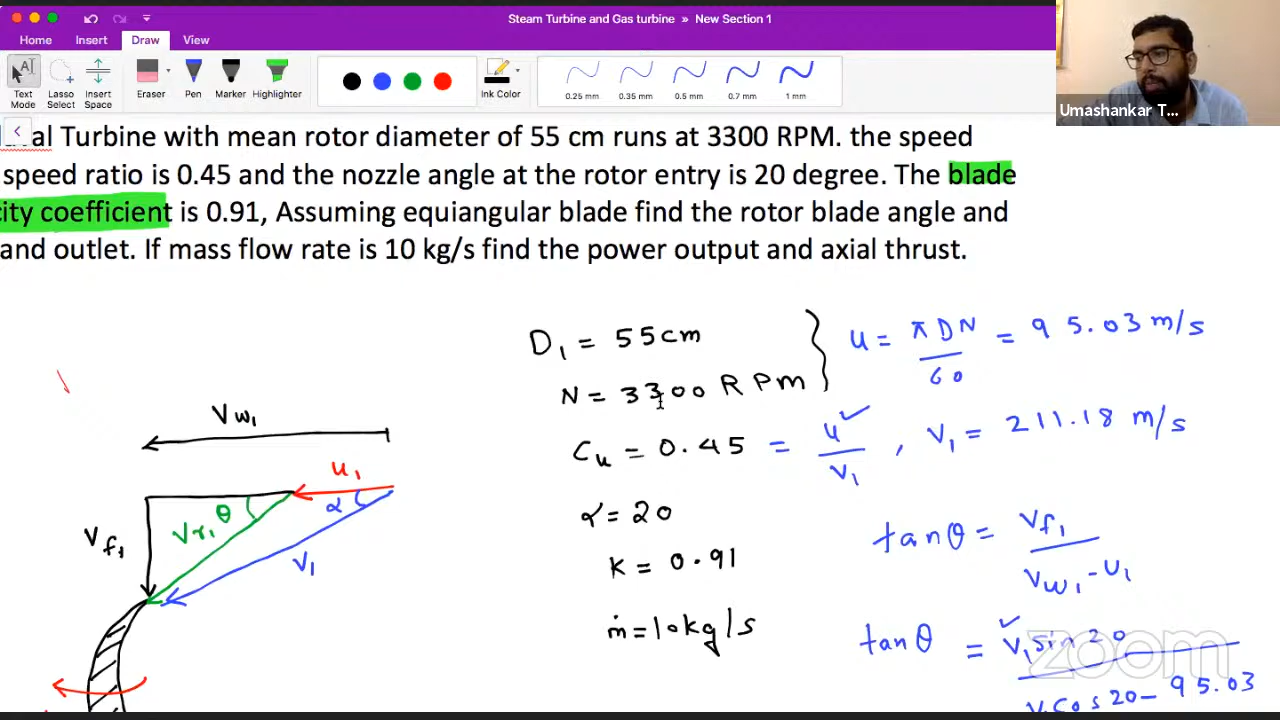 Steam Turbine and Gas turbine » New Section 1
Home Insert Draw View
Text Mode
Lasso Select
Insert Space
Eraser
Pen
Marker
Highlighter
Ink Color
0.25 mm
0.35 mm
0.5 mm
0.7 mm
1 mm
Umashankar T...
al Turbine with mean rotor diameter of 55 cm runs at 3300 RPM. the speed
speed ratio is 0.45 and the nozzle angle at the rotor entry is 20 degree. The blade
city coefficient is 0.91, Assuming equiangular blade find the rotor blade angle and
and outlet. If mass flow rate is 10 kg/s find the power output and axial thrust.
D₁ = 55cm
N = 3300 RPm
u = πDN/60 = 95.03 m/s
Cu = 0.45 = u/V₁ , V₁ = 211.18 m/s
α = 20
K = 0.91
ṁ = 10kg/s
tanθ = Vf₁/(Vw₁ - u₁)
tanθ = V₁sin20/(V₁Cos20 - 95.03)
Vw₁
u₁
α
θ
Vr₁
Vf₁
V₁
zoom